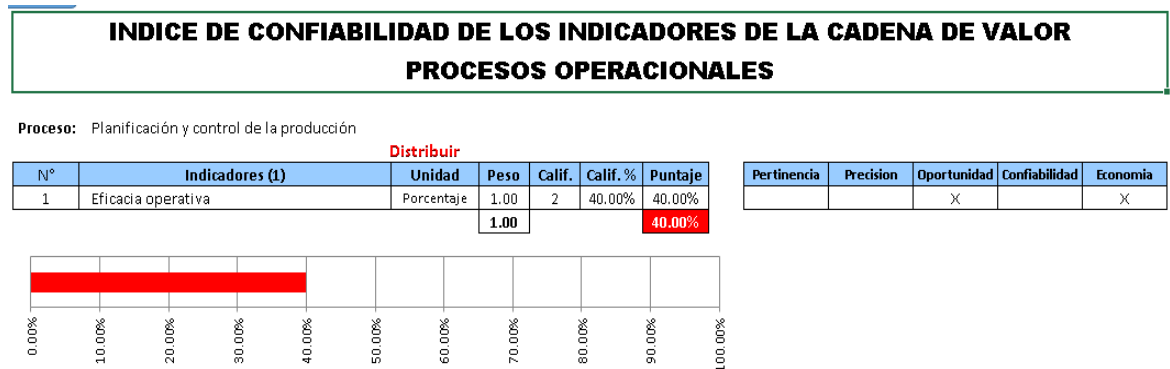 INDICE DE CONFIABILIDAD DE LOS INDICADORES DE LA CADENA DE VALOR
PROCESOS OPERACIONALES
Proceso: Planificación y control de la producción
Distribuir
N° Indicadores (1) Unidad Peso Calif. Calif. % Puntaje Pertinencia Precision Oportunidad Confiabilidad Economia
1 Eficacia operativa Porcentaje 1.00 2 40.00% 40.00% X X
1.00 40.00%
0.00% 10.00% 20.00% 30.00% 40.00% 50.00% 60.00% 70.00% 80.00% 90.00% 100.00%